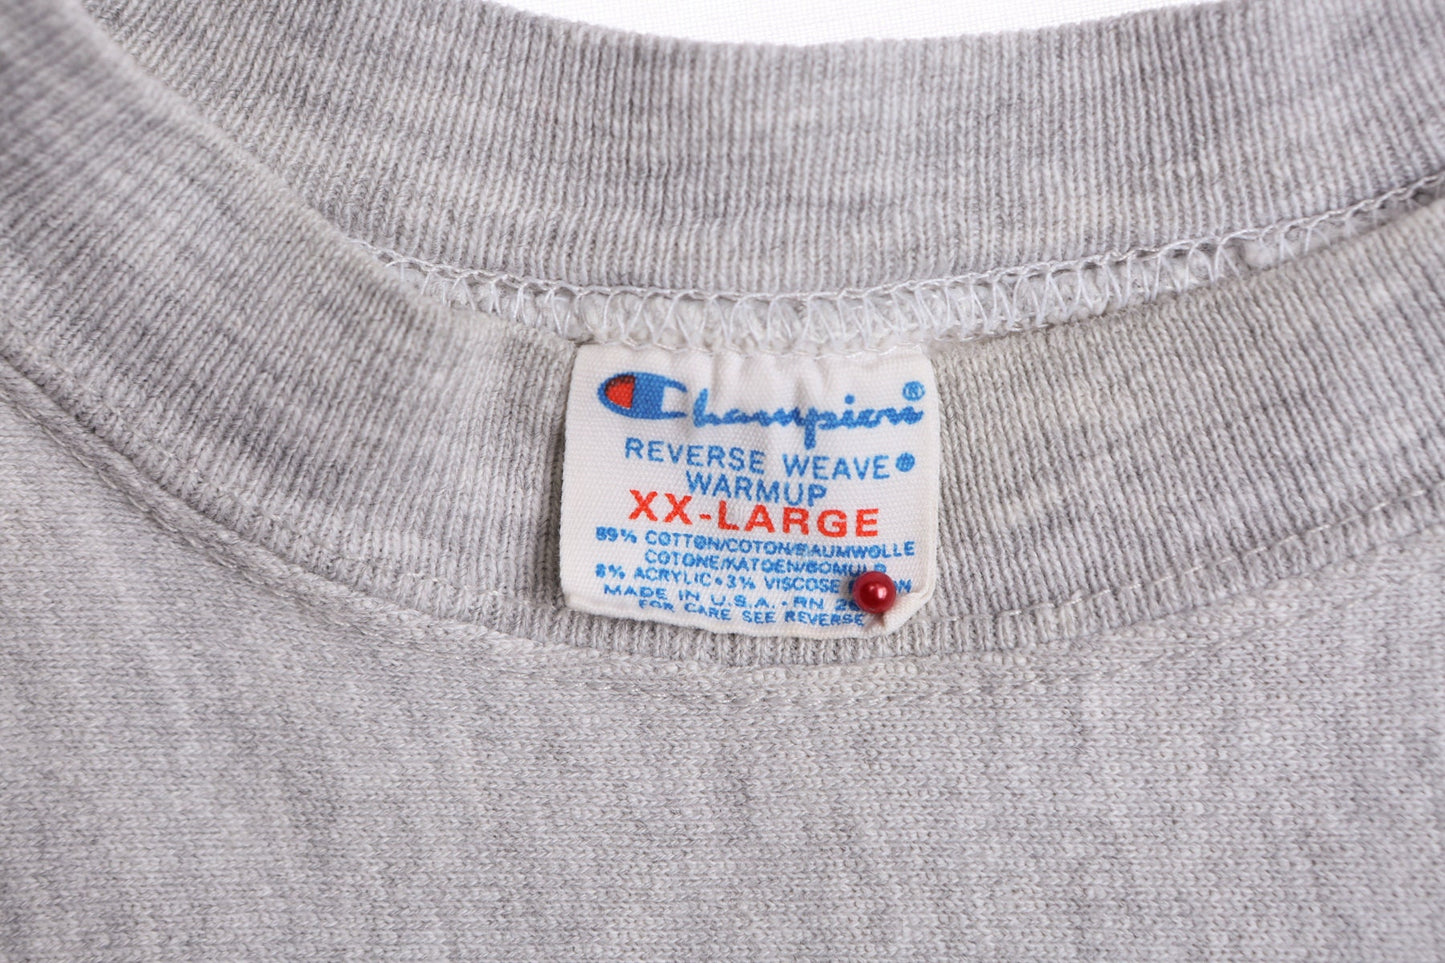 Champion®
REVERSE WEAVE®
WARMUP
XX-LARGE
89% COTTON/COTON/BAUMWOLLE
COTONE/KATOEN/BOMULD
8% ACRYLIC • 3% VISCOSE
MADE IN U.S.A. - RN
FOR CARE SEE REVERSE